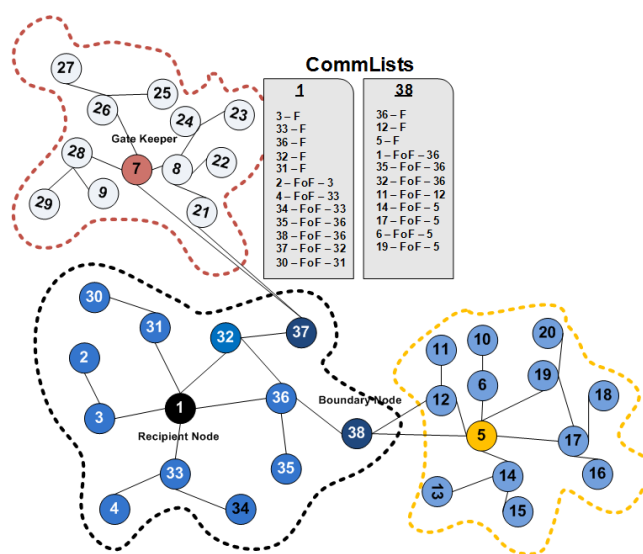 CommLists
1
3 – F
33 – F
36 – F
32 – F
31 – F
2 – FoF – 3
4 – FoF – 33
34 – FoF – 33
35 – FoF – 36
38 – FoF – 36
37 – FoF – 32
30 – FoF – 31
38
36 – F
12 – F
5 – F
1 – FoF – 36
35 – FoF – 36
32 – FoF – 36
11 – FoF – 12
14 – FoF – 5
17 – FoF – 5
6 – FoF – 5
19 – FoF – 5
27
25
26
24
23
Gate Keeper
28
7
8
22
29
9
21
30
31
32
37
2
3
1
36
Boundary Node
38
Recipient Node
33
35
4
34
11
10
20
12
6
19
18
5
17
14
16
13
15